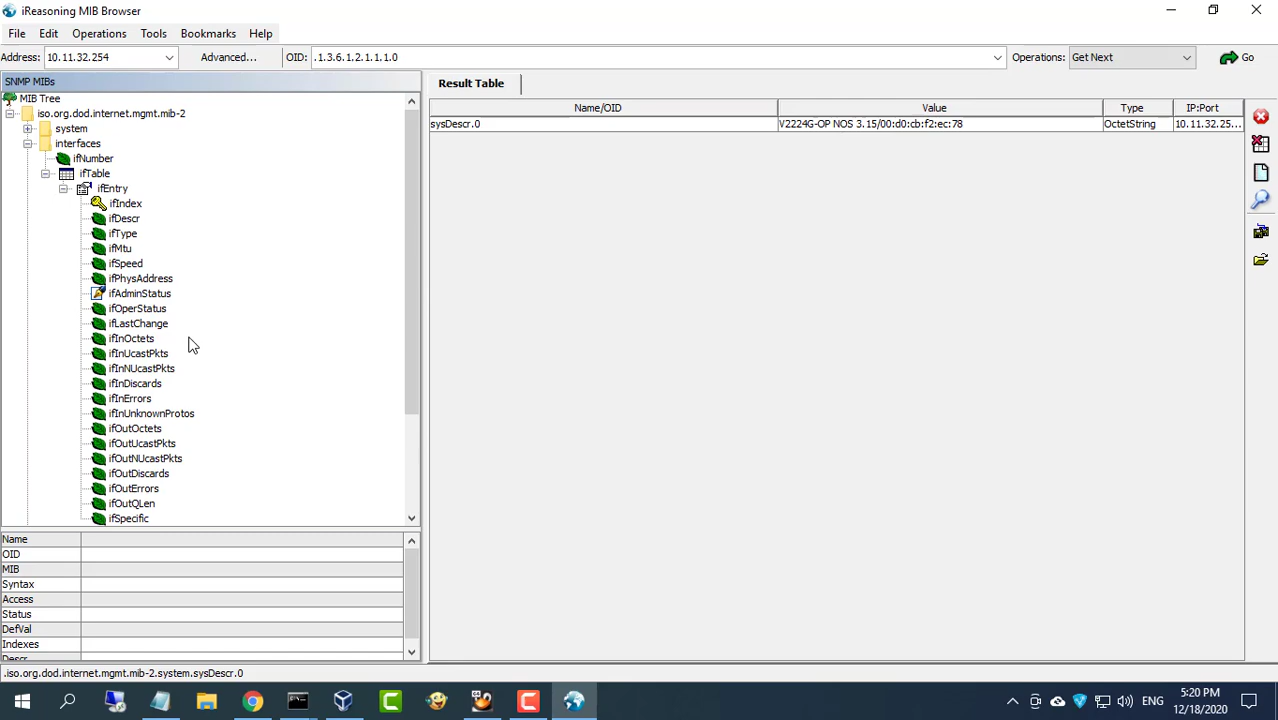 iReasoning MIB Browser
File Edit Operations Tools Bookmarks Help
Address: 10.11.32.254 Advanced... OID: .1.3.6.1.2.1.1.1.0 Operations: Get Next Go
SNMP MIBs
MIB Tree
iso.org.dod.internet.mgmt.mib-2
system
interfaces
ifNumber
ifTable
ifEntry
ifIndex
ifDescr
ifType
ifMtu
ifSpeed
ifPhysAddress
ifAdminStatus
ifOperStatus
ifLastChange
ifInOctets
ifInUcastPkts
ifInNUcastPkts
ifInDiscards
ifInErrors
ifInUnknownProtos
ifOutOctets
ifOutUcastPkts
ifOutNUcastPkts
ifOutDiscards
ifOutErrors
ifOutQLen
ifSpecific
Name
OID
MIB
Syntax
Access
Status
DefVal
Indexes
Descr
Result Table
Name/OID Value Type IP:Port
sysDescr.0 V2224G-OP NOS 3.15/00:d0:cb:f2:ec:78 OctetString 10.11.32.25...
.iso.org.dod.internet.mgmt.mib-2.system.sysDescr.0
ENG
5:20 PM
12/18/2020